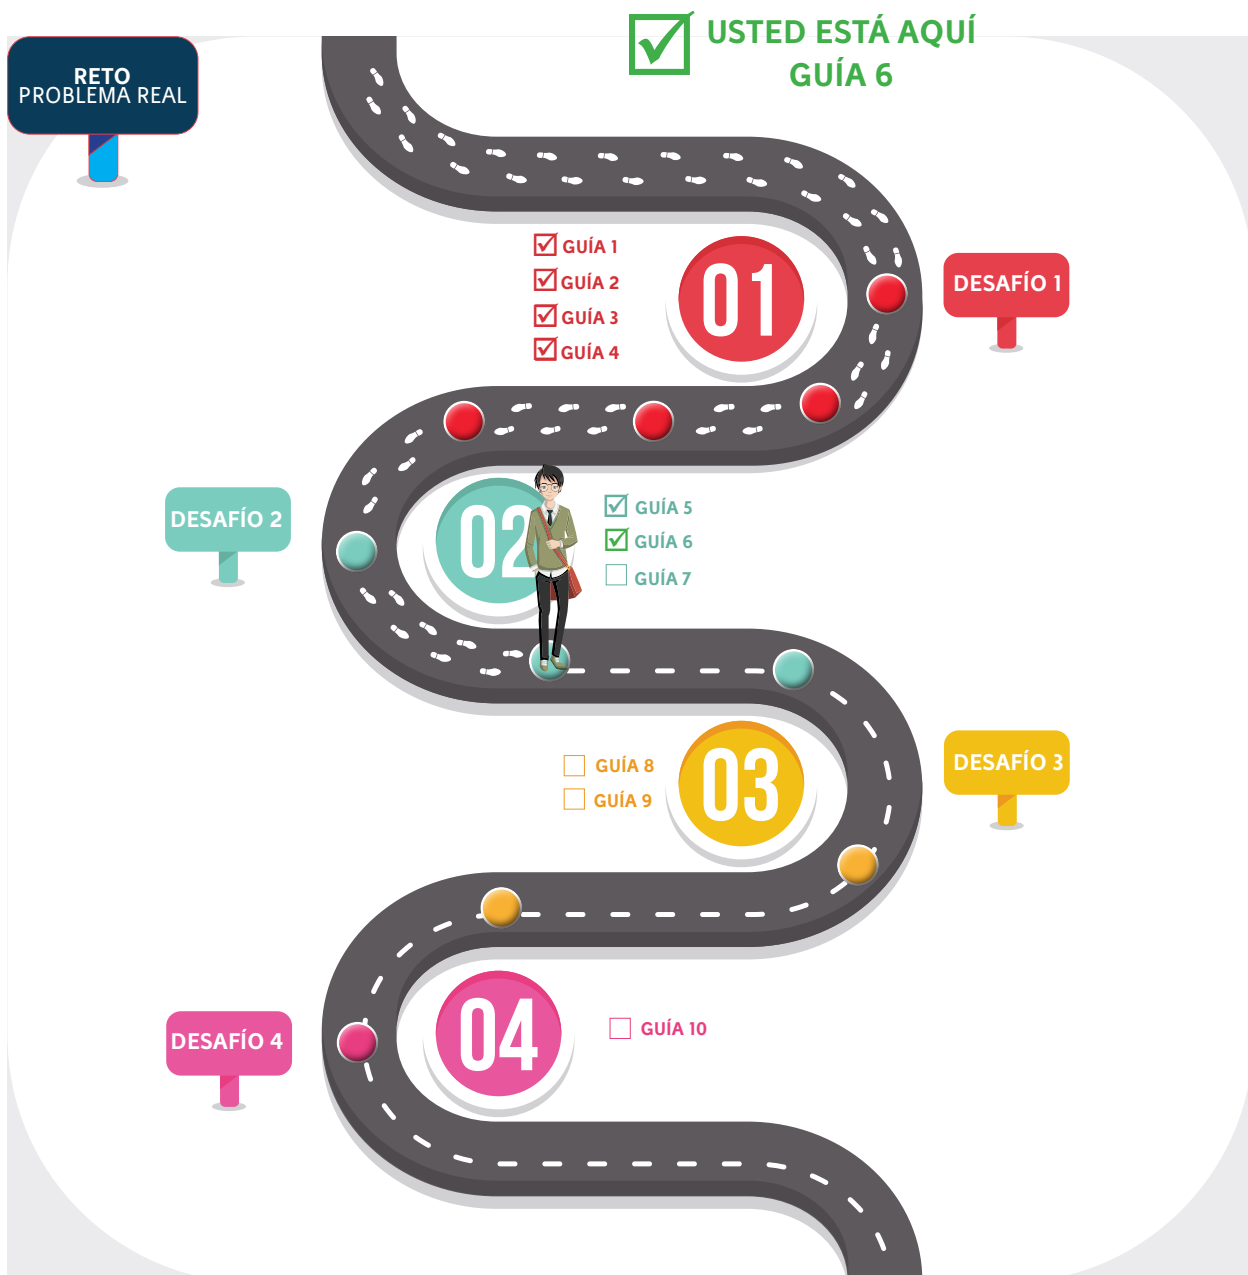 USTED ESTÁ AQUÍ
GUÍA 6
RETO
PROBLEMA REAL
GUÍA 1
GUÍA 2
GUÍA 3
GUÍA 4
01
DESAFÍO 1
DESAFÍO 2
02
GUÍA 5
GUÍA 6
GUÍA 7
GUÍA 8
GUÍA 9
03
DESAFÍO 3
DESAFÍO 4
04
GUÍA 10